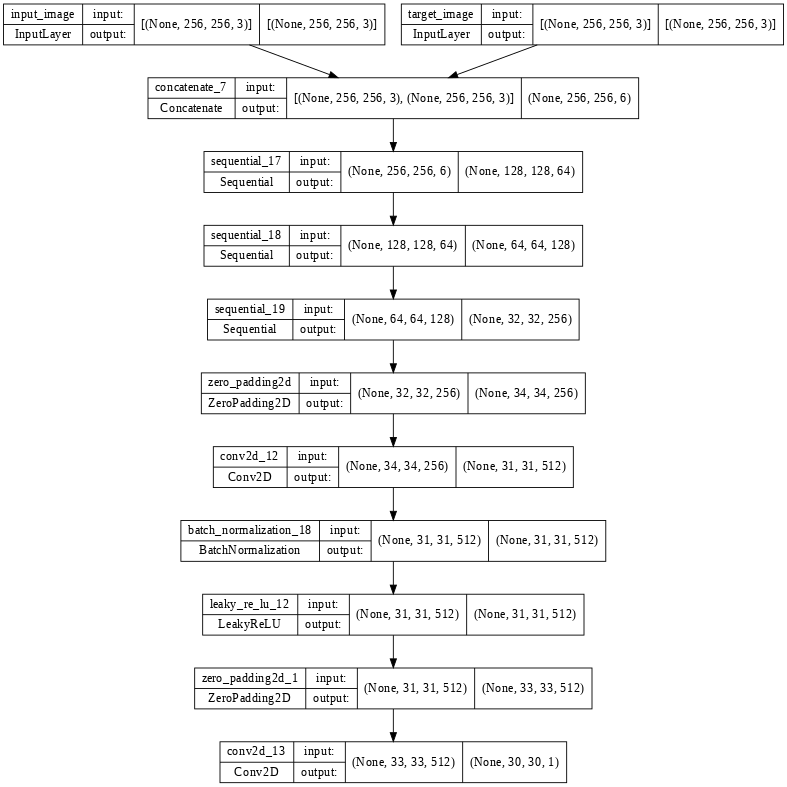 input_image input: [(None, 256, 256, 3)] [(None, 256, 256, 3)]
InputLayer output:
target_image input: [(None, 256, 256, 3)] [(None, 256, 256, 3)]
InputLayer output:
concatenate_7 input: [(None, 256, 256, 3), (None, 256, 256, 3)] (None, 256, 256, 6)
Concatenate output:
sequential_17 input: (None, 256, 256, 6) (None, 128, 128, 64)
Sequential output:
sequential_18 input: (None, 128, 128, 64) (None, 64, 64, 128)
Sequential output:
sequential_19 input: (None, 64, 64, 128) (None, 32, 32, 256)
Sequential output:
zero_padding2d input: (None, 32, 32, 256) (None, 34, 34, 256)
ZeroPadding2D output:
conv2d_12 input: (None, 34, 34, 256) (None, 31, 31, 512)
Conv2D output:
batch_normalization_18 input: (None, 31, 31, 512) (None, 31, 31, 512)
BatchNormalization output:
leaky_re_lu_12 input: (None, 31, 31, 512) (None, 31, 31, 512)
LeakyReLU output:
zero_padding2d_1 input: (None, 31, 31, 512) (None, 33, 33, 512)
ZeroPadding2D output:
conv2d_13 input: (None, 33, 33, 512) (None, 30, 30, 1)
Conv2D output: